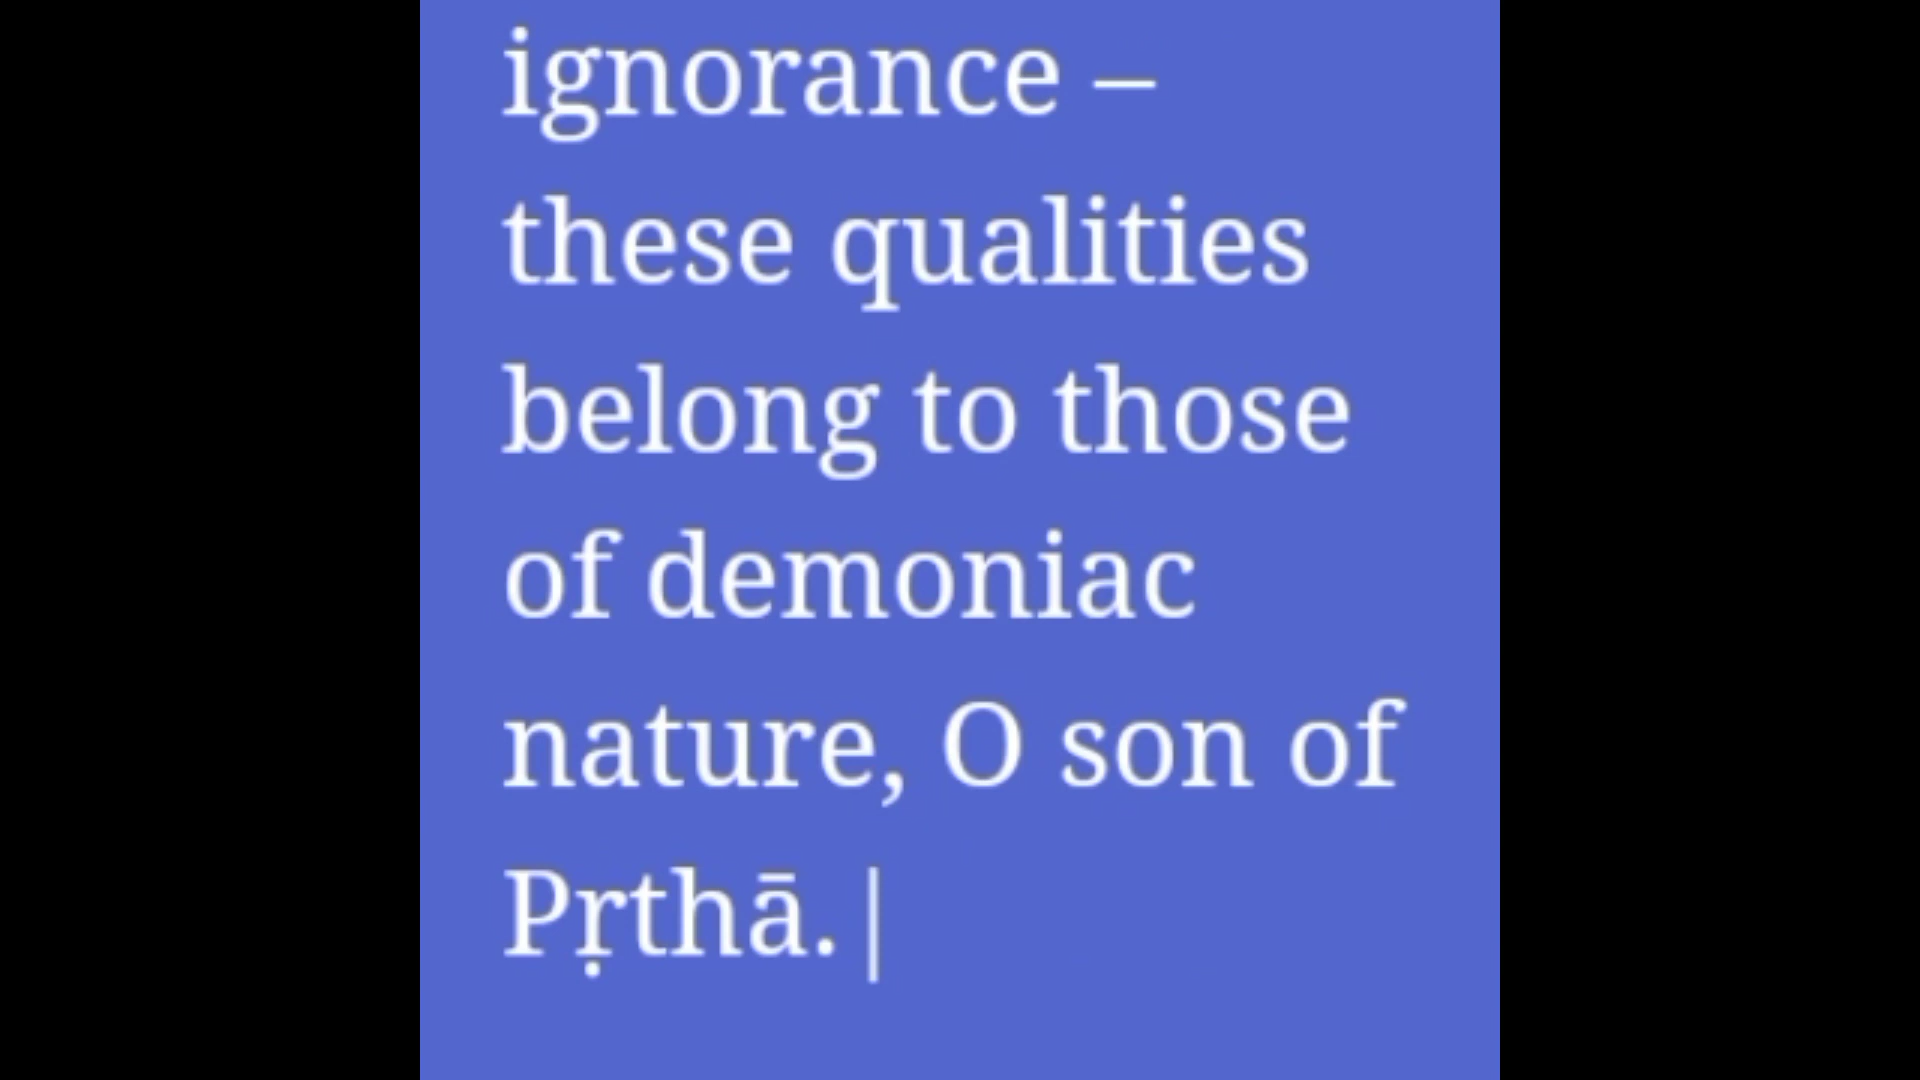 ignorance –
these qualities
belong to those
of demoniac
nature, O son of
Pṛthā.|